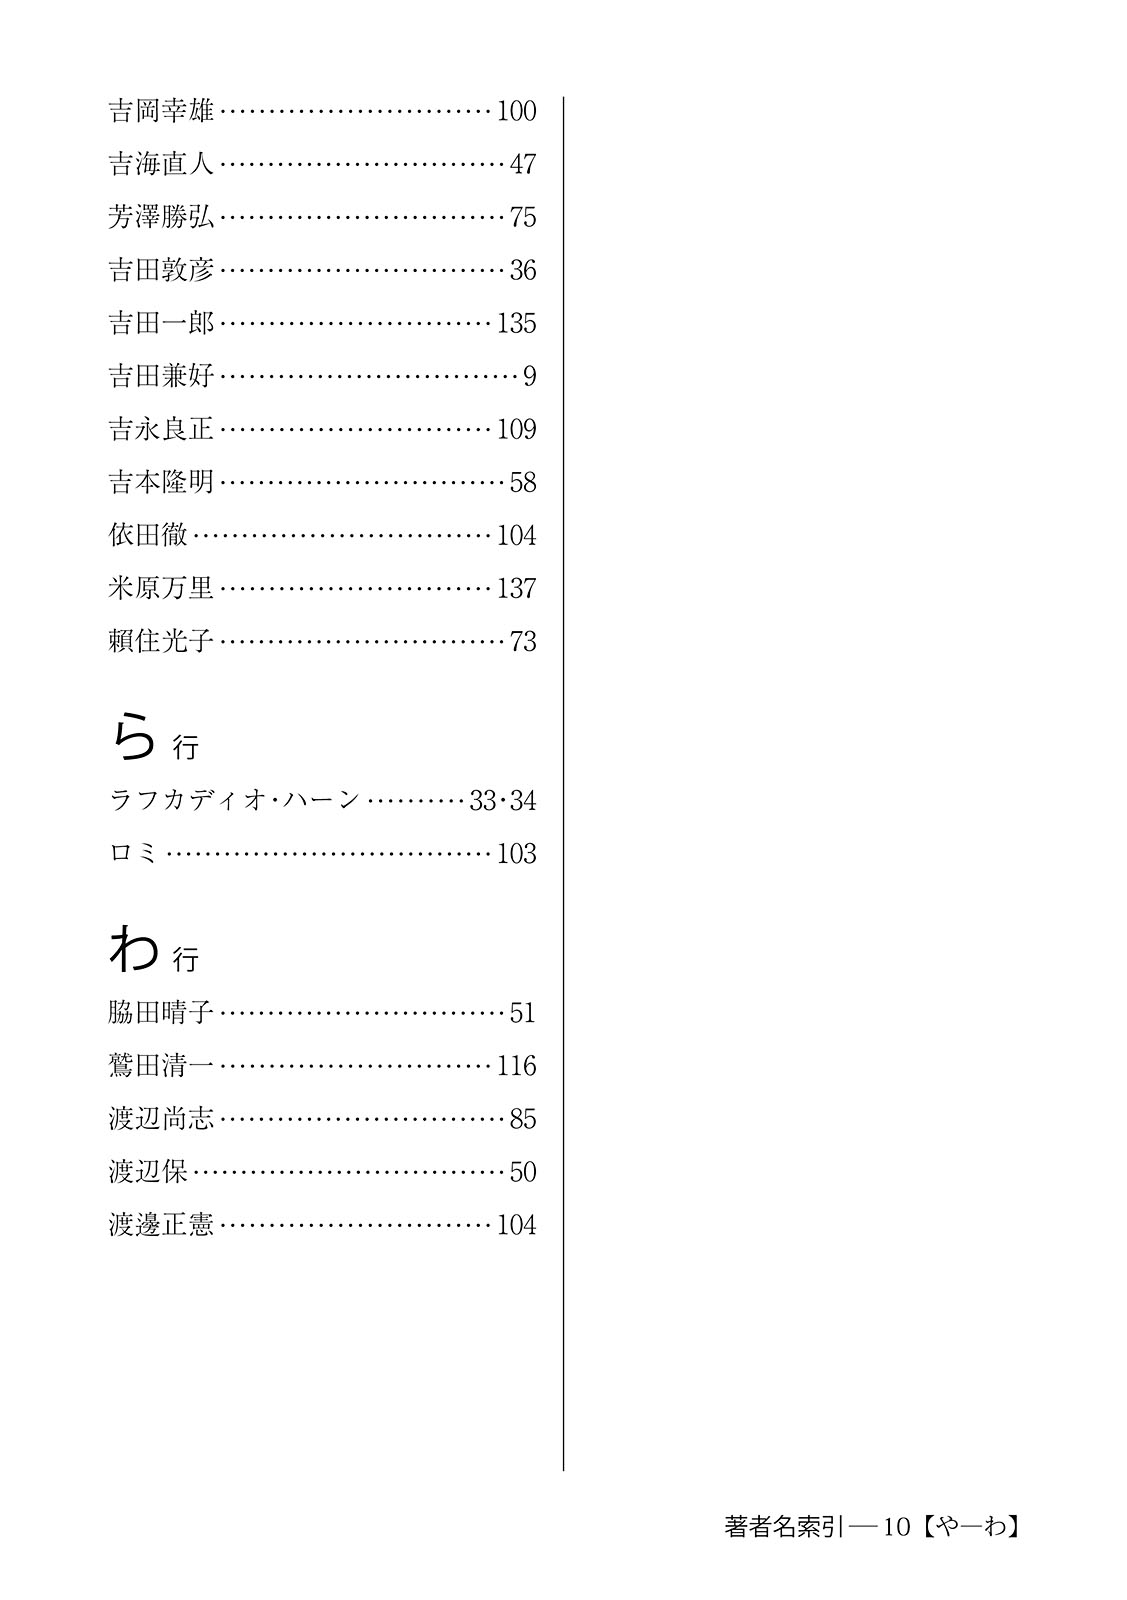 吉岡幸雄…………………………100
吉海直人…………………………47
芳澤勝弘…………………………75
吉田敦彦…………………………36
吉田一郎…………………………135
吉田兼好…………………………9
吉永良正…………………………109
吉本隆明…………………………58
依田徹…………………………104
米原万里…………………………137
頼住光子…………………………73
ら 行
ラフカディオ・ハーン…………33・34
ロミ…………………………103
わ 行
脇田晴子…………………………51
鷲田清一…………………………116
渡辺尚志…………………………85
渡辺保…………………………50
渡邊正憲…………………………104
著者名索引―10【や―わ】